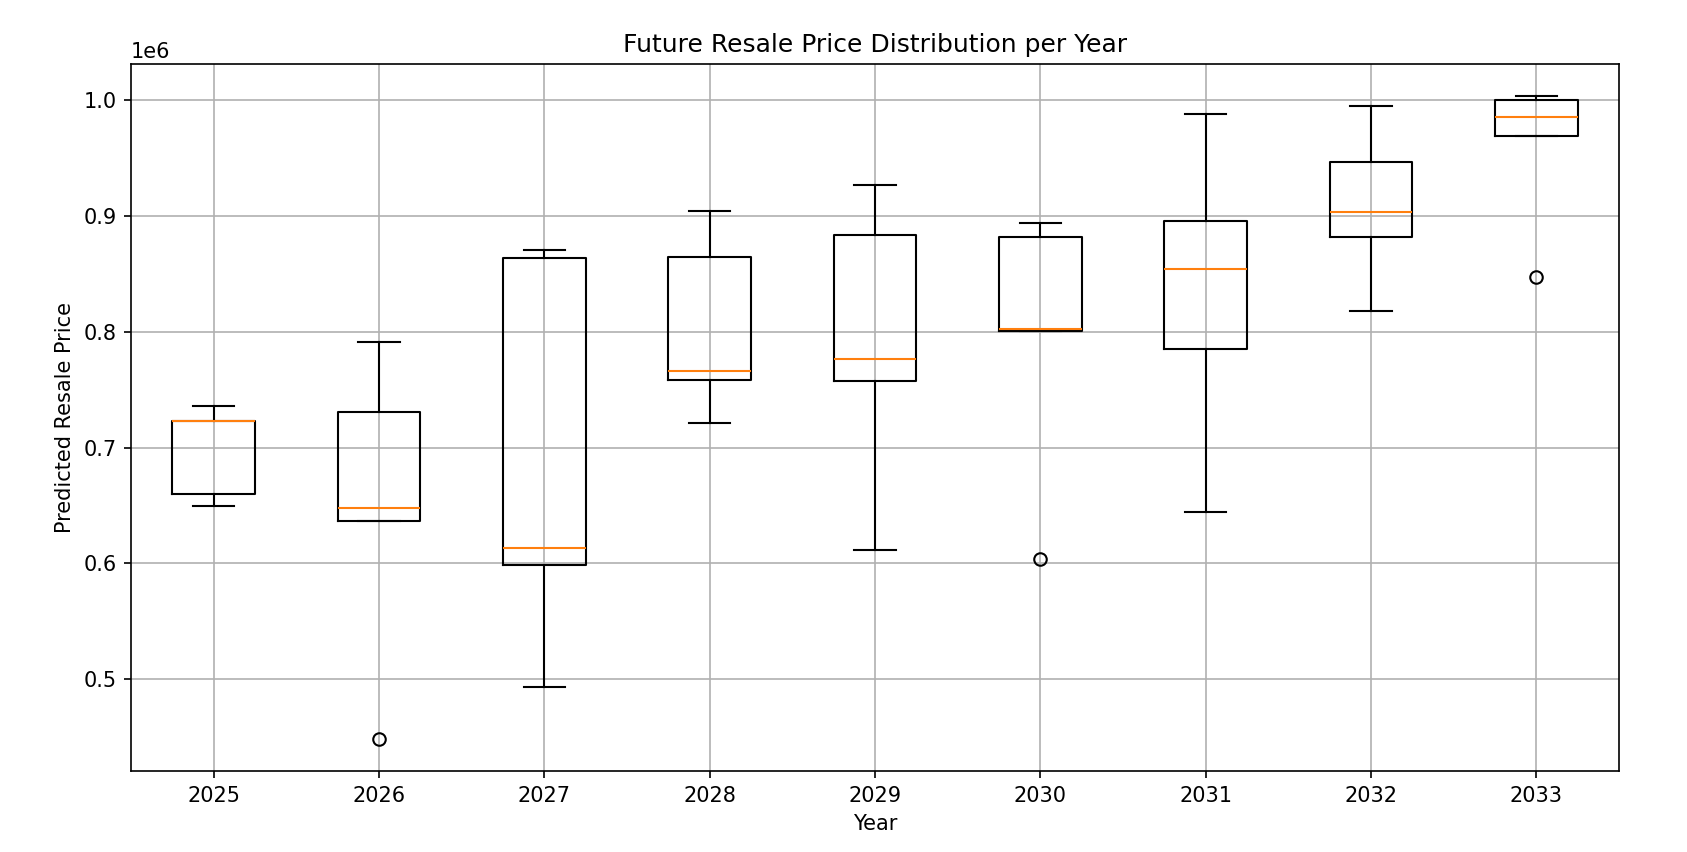 Future Resale Price Distribution per Year
1e6
1.0
0.9
0.8
0.7
0.6
0.5
Predicted Resale Price
2025 2026 2027 2028 2029 2030 2031 2032 2033
Year